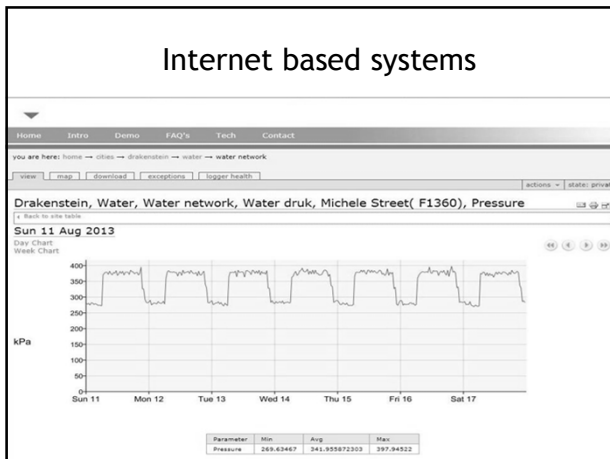 Internet based systems
Home Intro Demo FAQ's Tech Contact
you are here: home → cities → drakenstein → water → water network
view map download exceptions logger health
actions state: privat
Drakenstein, Water, Water network, Water druk, Michele Street( F1360), Pressure
Back to site table
Sun 11 Aug 2013
Day Chart
Week Chart
400
350
300
250
200
kPa
150
100
50
0
Sun 11 Mon 12 Tue 13 Wed 14 Thu 15 Fri 16 Sat 17
Parameter Min Avg Max
Pressure 269.63467 341.955872303 397.94522